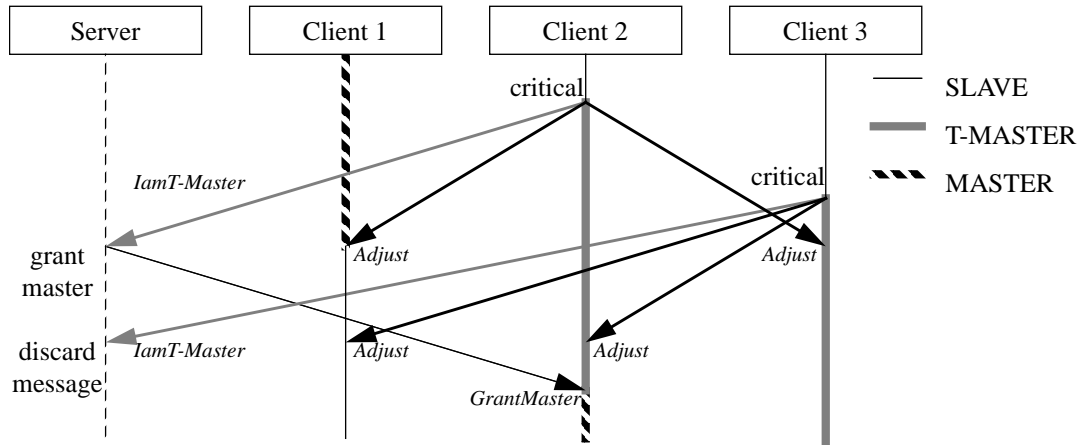 Server
Client 1
Client 2
Client 3
critical
SLAVE
T-MASTER
MASTER
critical
IamT-Master
grant
master
Adjust
Adjust
discard
message
IamT-Master
Adjust
Adjust
GrantMaster